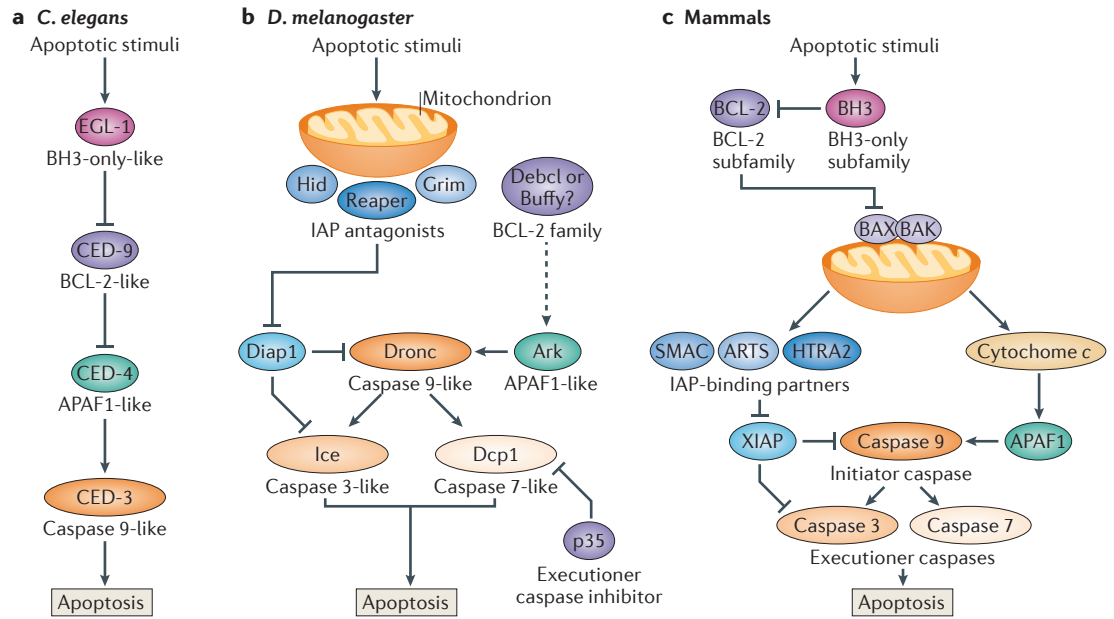 a C. elegans
Apoptotic stimuli
EGL-1
BH3-only-like
CED-9
BCL-2-like
CED-4
APAF1-like
CED-3
Caspase 9-like
Apoptosis
b D. melanogaster
Apoptotic stimuli
Mitochondrion
Hid
Reaper
Grim
IAP antagonists
Debcl or
Buffy?
BCL-2 family
Diap1
Dronc
Caspase 9-like
Ark
APAF1-like
Ice
Caspase 3-like
Dcp1
Caspase 7-like
p35
Executioner
caspase inhibitor
Apoptosis
c Mammals
Apoptotic stimuli
BCL-2
BCL-2
subfamily
BH3
BH3-only
subfamily
BAX
BAK
SMAC
ARTS
HTRA2
IAP-binding partners
Cytochome c
XIAP
Caspase 9
Initiator caspase
APAF1
Caspase 3
Caspase 7
Executioner caspases
Apoptosis